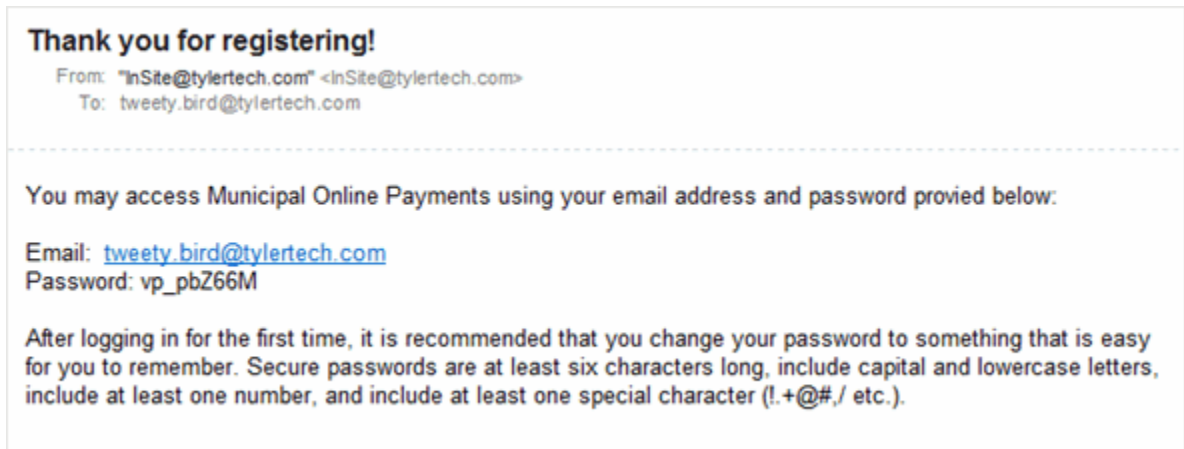 Thank you for registering!
From: "InSite@tylertech.com" <InSite@tylertech.com>
To: tweety.bird@tylertech.com
You may access Municipal Online Payments using your email address and password provied below:
Email: tweety.bird@tylertech.com
Password: vp_pbZ66M
After logging in for the first time, it is recommended that you change your password to something that is easy
for you to remember. Secure passwords are at least six characters long, include capital and lowercase letters,
include at least one number, and include at least one special character (!.+@#,/ etc.).